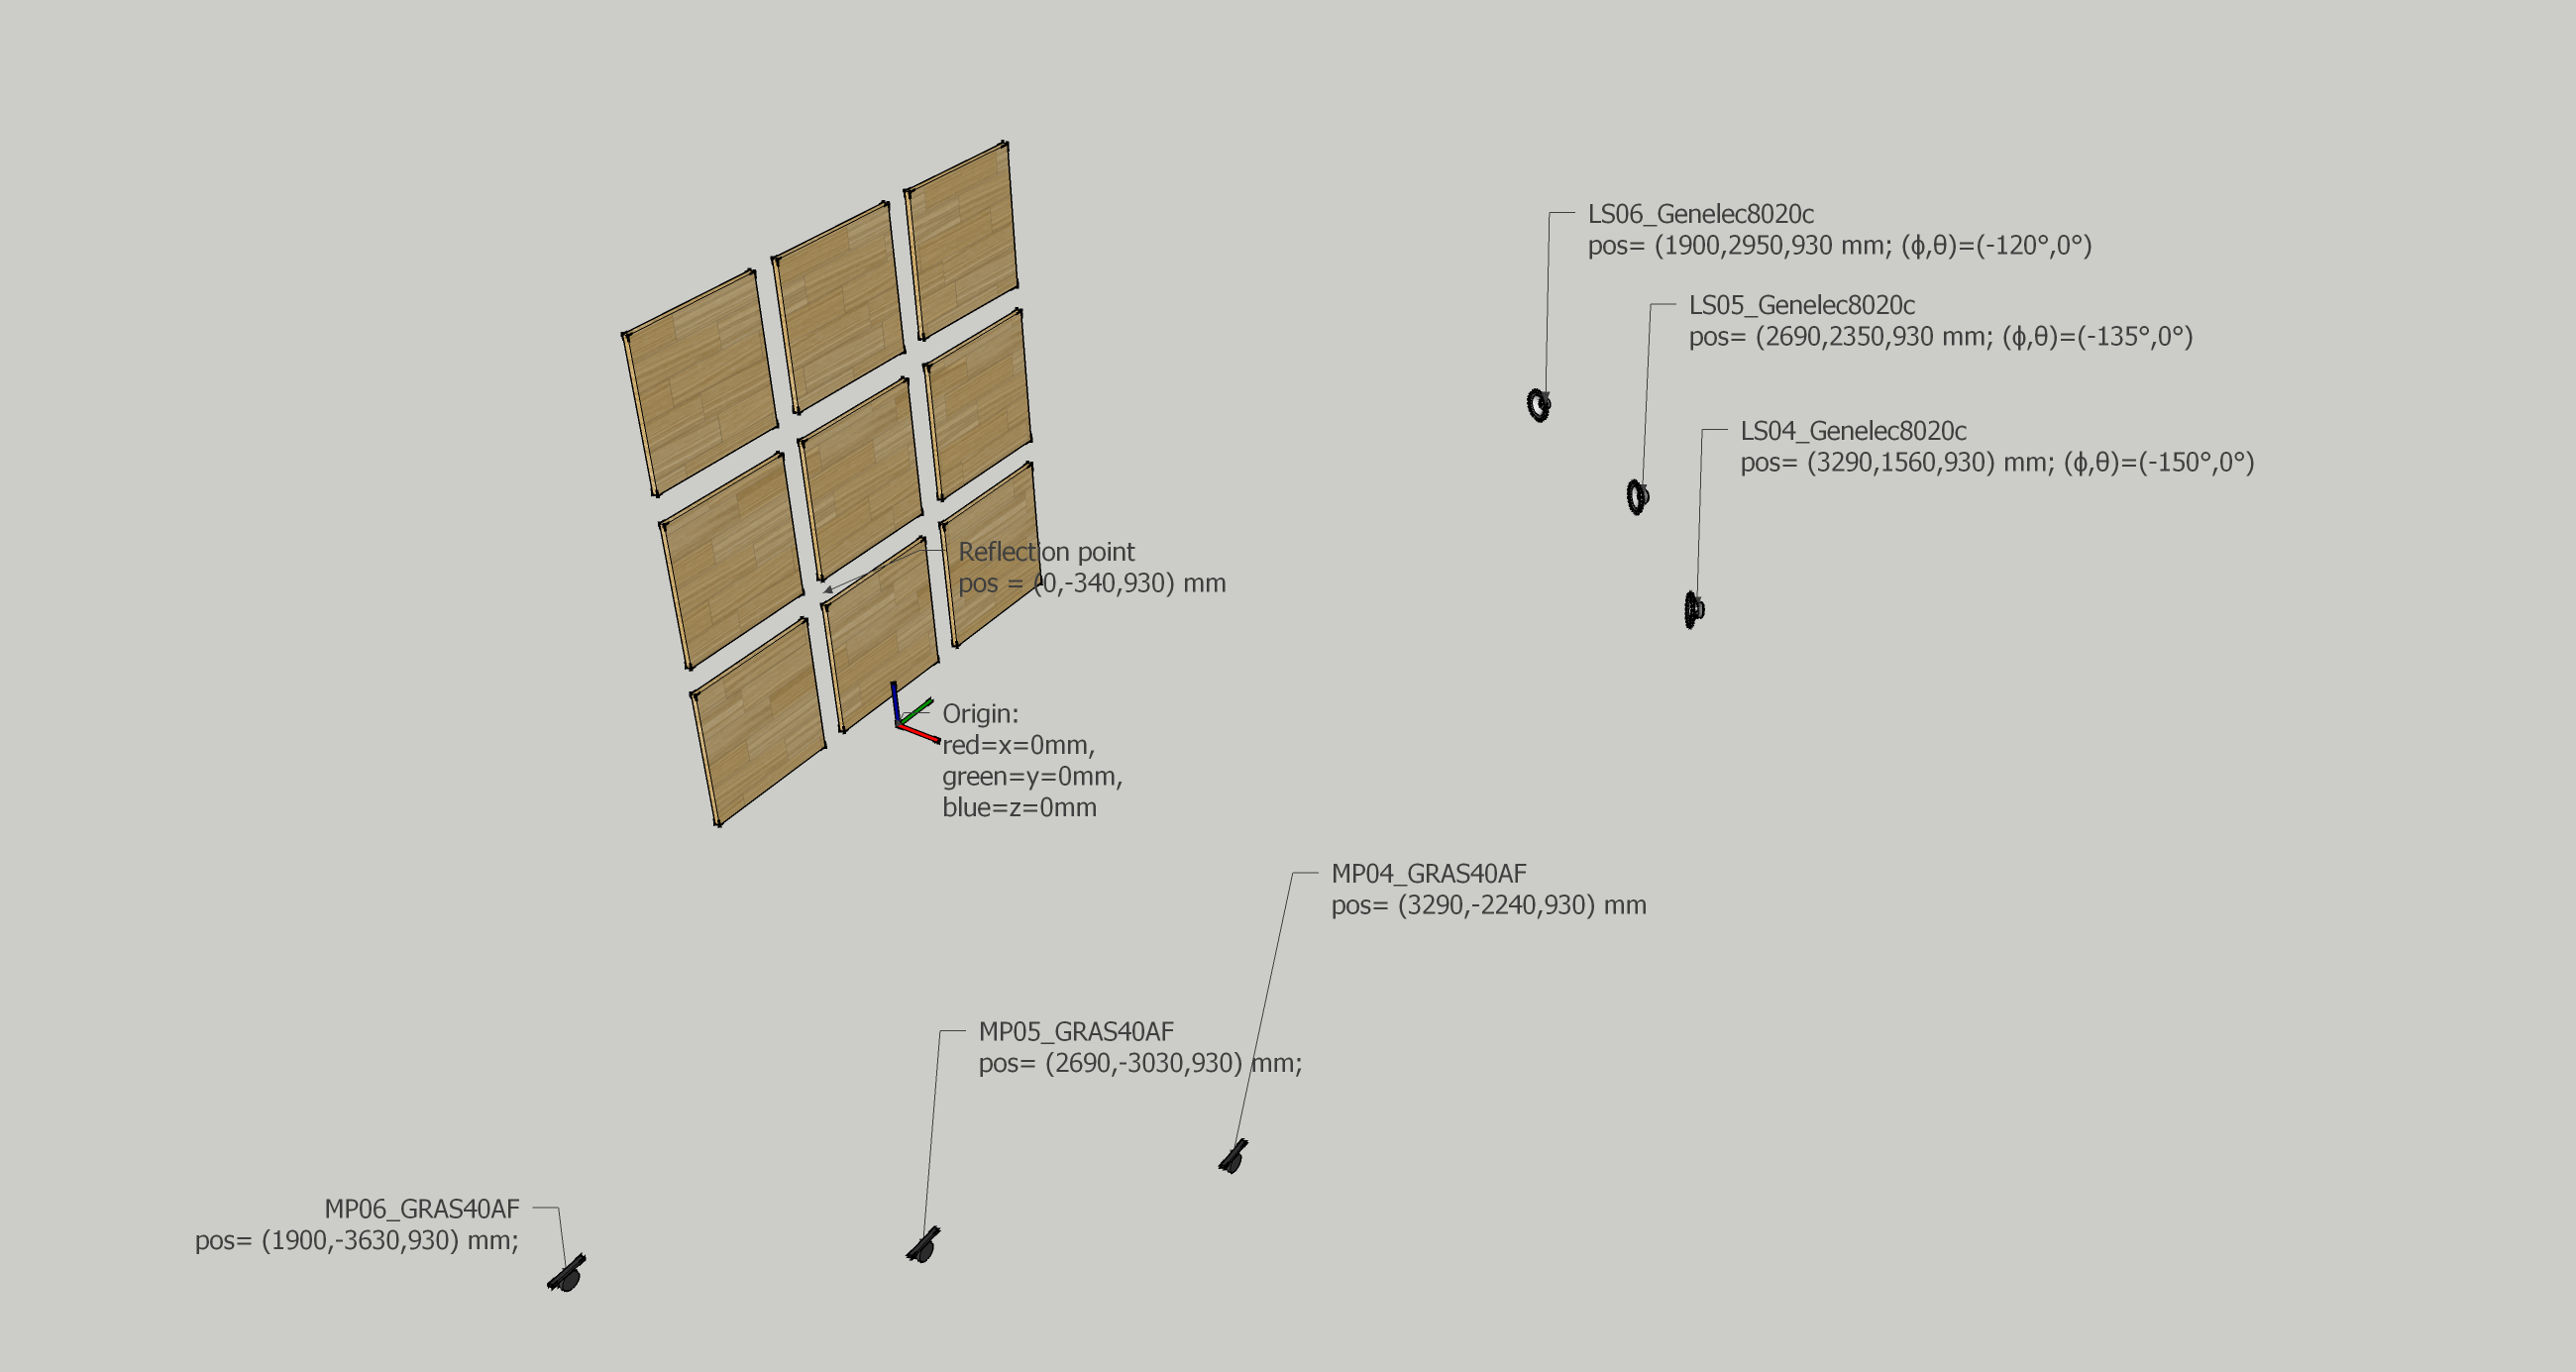 LS06_Genelec8020c
pos= (1900,2950,930 mm; (ϕ,θ)=(-120°,0°)
LS05_Genelec8020c
pos= (2690,2350,930 mm; (ϕ,θ)=(-135°,0°)
LS04_Genelec8020c
pos= (3290,1560,930) mm; (ϕ,θ)=(-150°,0°)
Reflection point
pos = (0,-340,930) mm
Origin:
red=x=0mm,
green=y=0mm,
blue=z=0mm
MP04_GRAS40AF
pos= (3290,-2240,930) mm
MP05_GRAS40AF
pos= (2690,-3030,930) mm;
MP06_GRAS40AF
pos= (1900,-3630,930) mm;